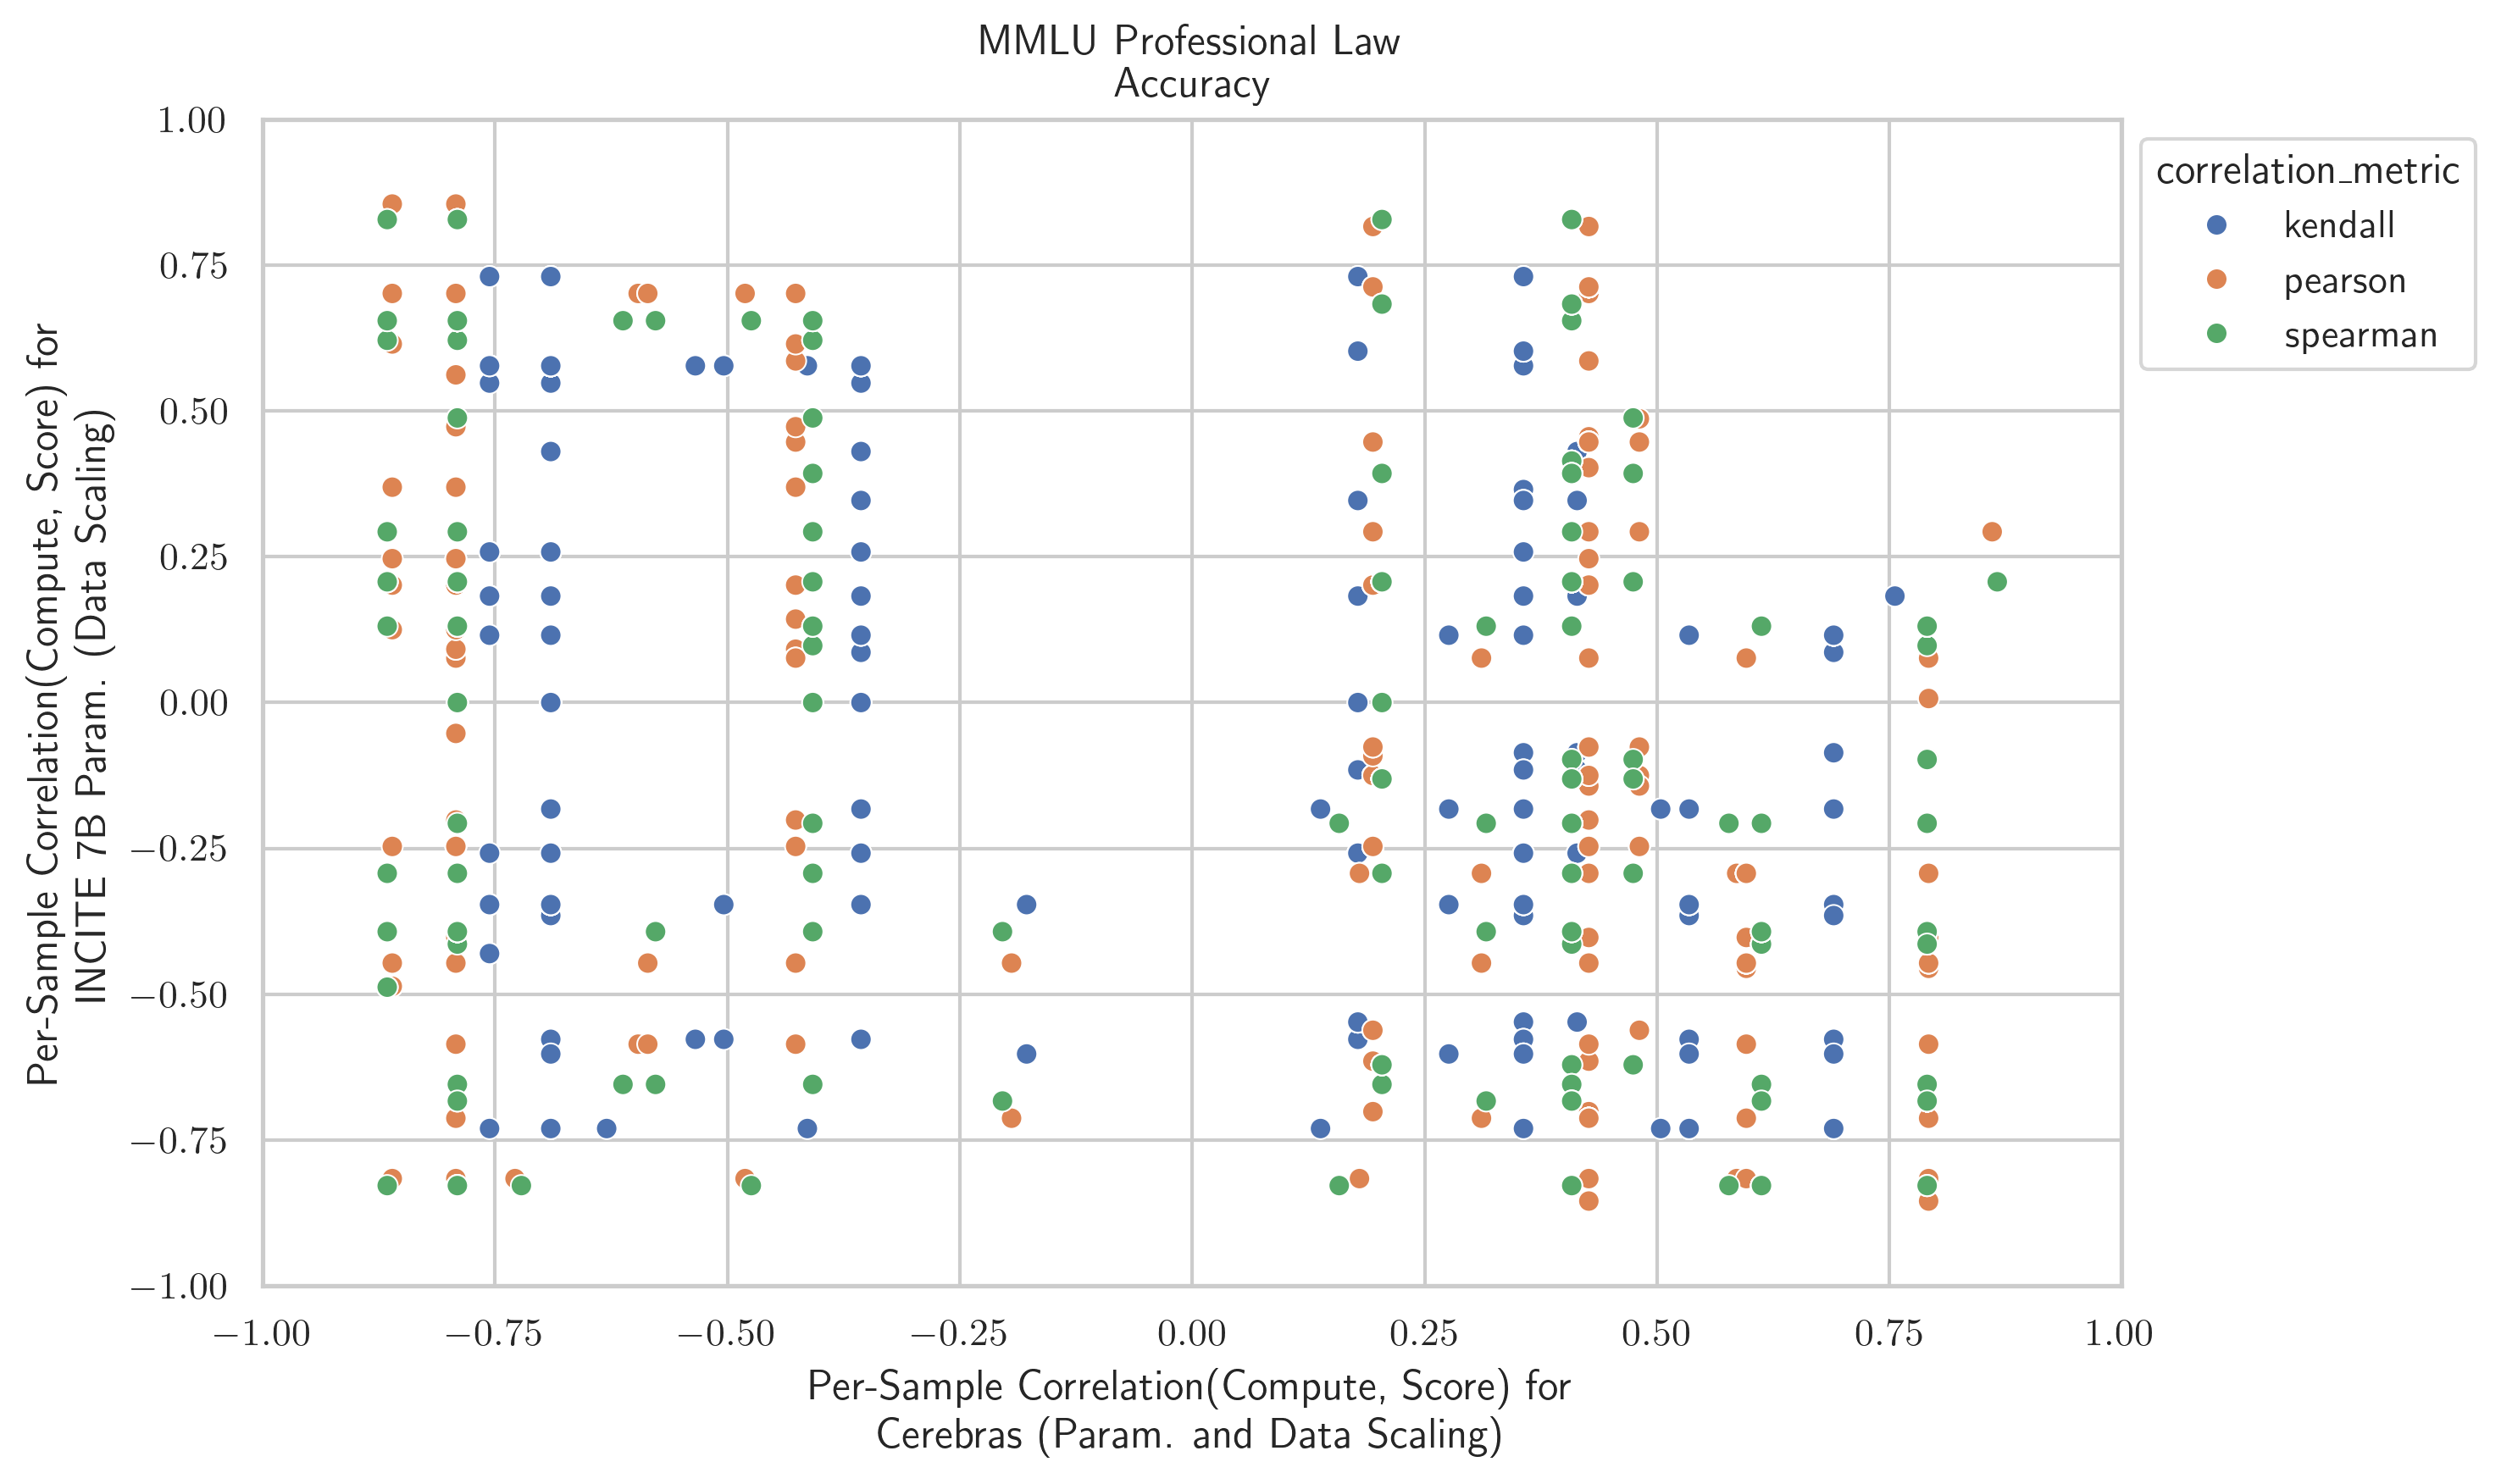 MMLU Professional Law
Accuracy
Per-Sample Correlation(Compute, Score) for
INCITE 7B Param. (Data Scaling)
1.00
0.75
0.50
0.25
0.00
−0.25
−0.50
−0.75
−1.00
−1.00 −0.75 −0.50 −0.25 0.00 0.25 0.50 0.75 1.00
Per-Sample Correlation(Compute, Score) for
Cerebras (Param. and Data Scaling)
correlation_metric
kendall
pearson
spearman